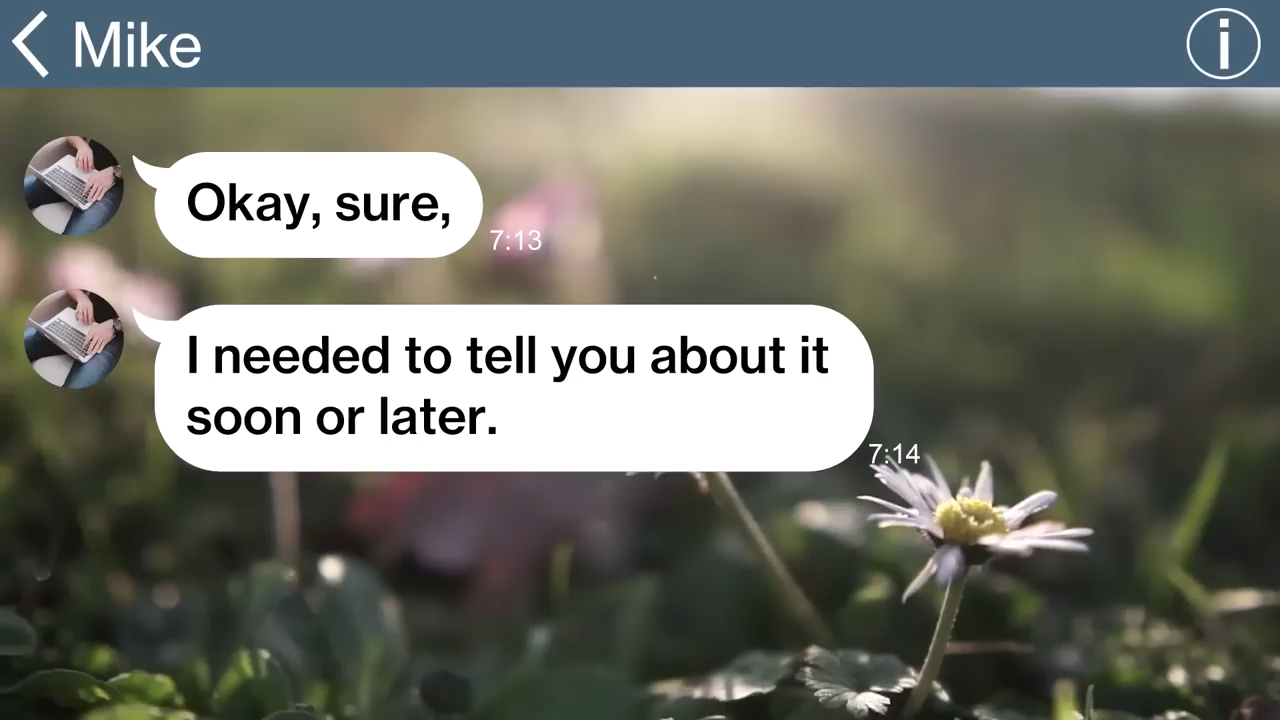 Mike
Okay, sure,
7:13
I needed to tell you about it
soon or later.
7:14